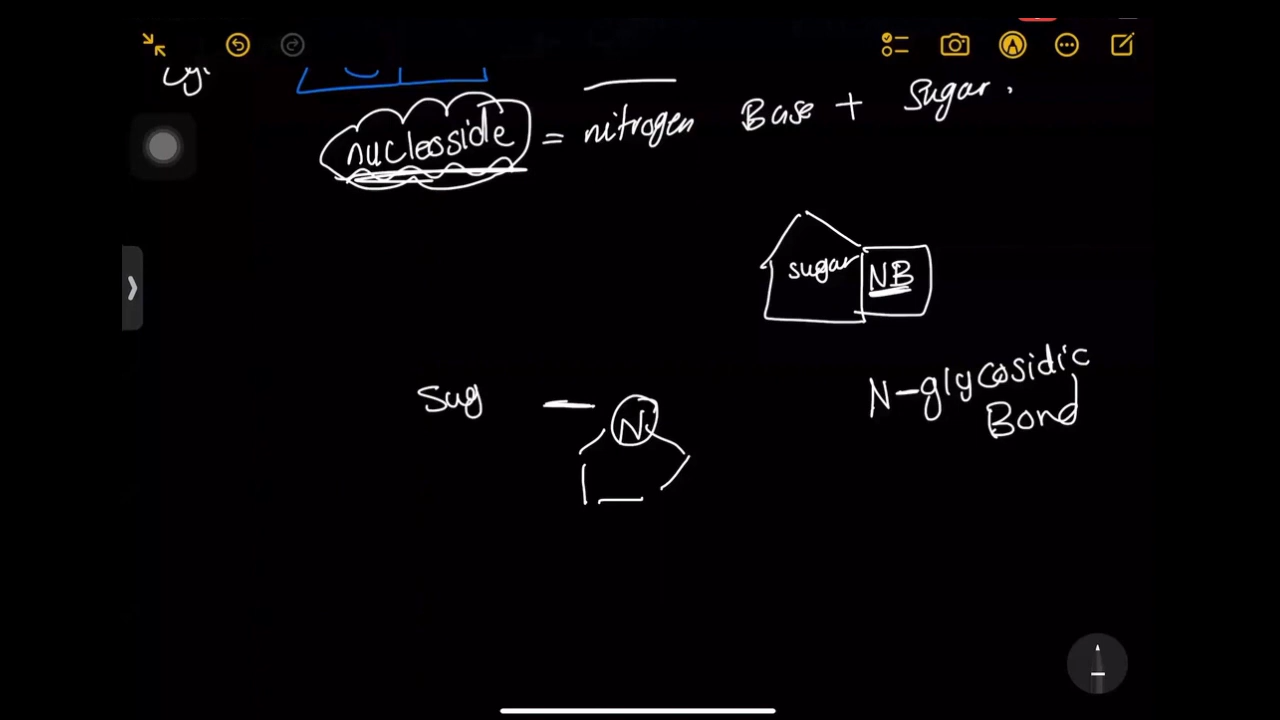 nucleoside = nitrogen Base + Sugar.
sugar NB
N-glycosidic
Bond
Sug
N